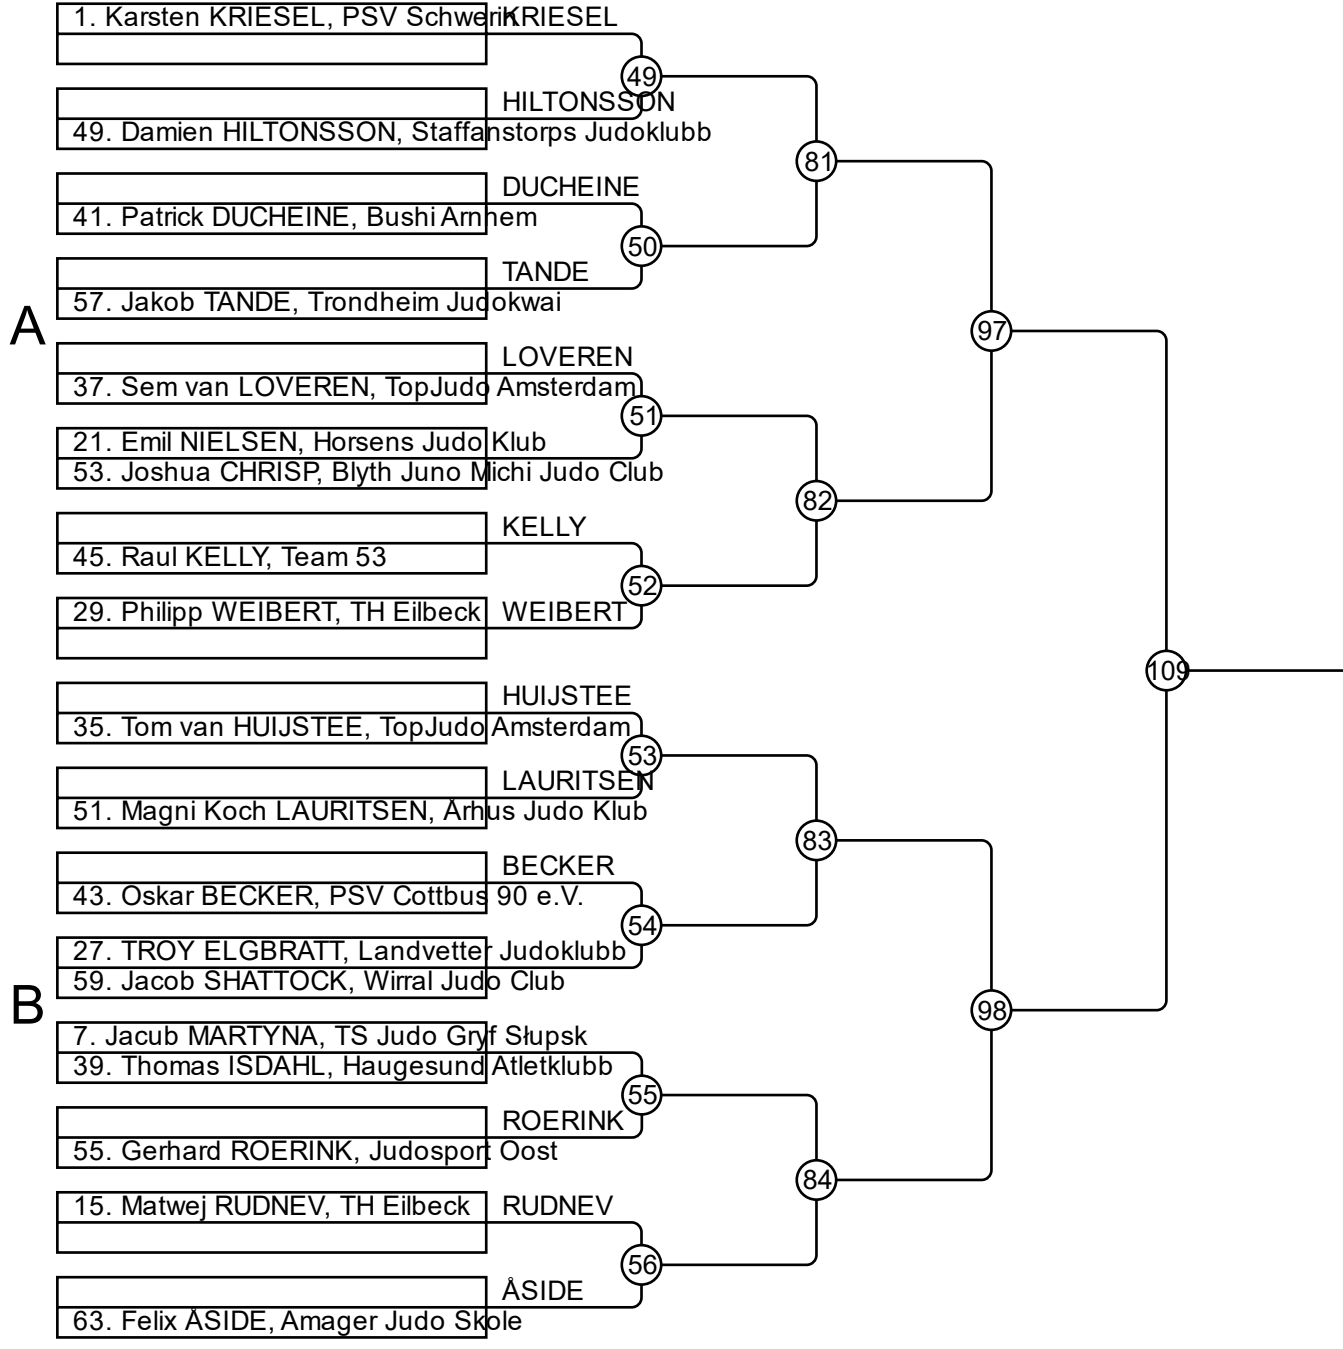 1. Karsten KRIESEL, PSV Schwerin
KRIESEL
49
HILTONSSON
49. Damien HILTONSSON, Staffanstorps Judoklubb
81
DUCHEINE
41. Patrick DUCHEINE, Bushi Arnhem
50
TANDE
57. Jakob TANDE, Trondheim Judokwai
A
97
LOVEREN
37. Sem van LOVEREN, TopJudo Amsterdam
51
21. Emil NIELSEN, Horsens Judo Klub
53. Joshua CHRISP, Blyth Juno Michi Judo Club
82
KELLY
45. Raul KELLY, Team 53
52
29. Philipp WEIBERT, TH Eilbeck
WEIBERT
109
HUIJSTEE
35. Tom van HUIJSTEE, TopJudo Amsterdam
53
LAURITSEN
51. Magni Koch LAURITSEN, Århus Judo Klub
83
BECKER
43. Oskar BECKER, PSV Cottbus 90 e.V.
54
27. TROY ELGBRATT, Landvetter Judoklubb
59. Jacob SHATTOCK, Wirral Judo Club
B
98
7. Jacub MARTYNA, TS Judo Gryf Słupsk
39. Thomas ISDAHL, Haugesund Atletklubb
55
ROERINK
55. Gerhard ROERINK, Judosport Oost
84
15. Matwej RUDNEV, TH Eilbeck
RUDNEV
56
ÅSIDE
63. Felix ÅSIDE, Amager Judo Skole